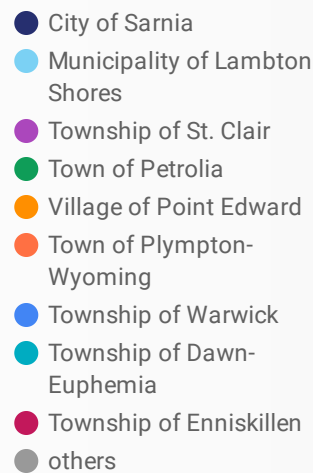 City of Sarnia
Municipality of Lambton
Shores
Township of St. Clair
Town of Petrolia
Village of Point Edward
Town of Plympton-
Wyoming
Township of Warwick
Township of Dawn-
Euphemia
Township of Enniskillen
others